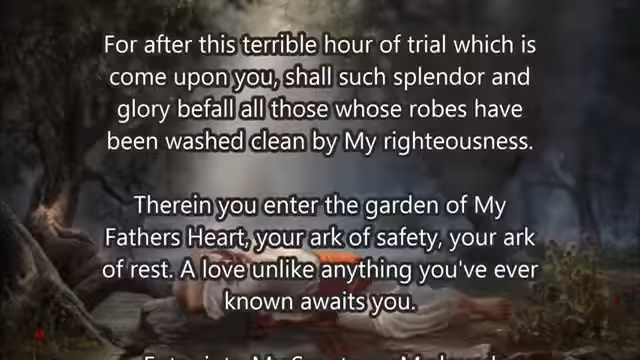 For after this terrible hour of trial which is
come upon you, shall such splendor and
glory befall all those whose robes have
been washed clean by My righteousness.
Therein you enter the garden of My
Fathers Heart, your ark of safety, your ark
of rest. A love unlike anything you've ever
known awaits you.